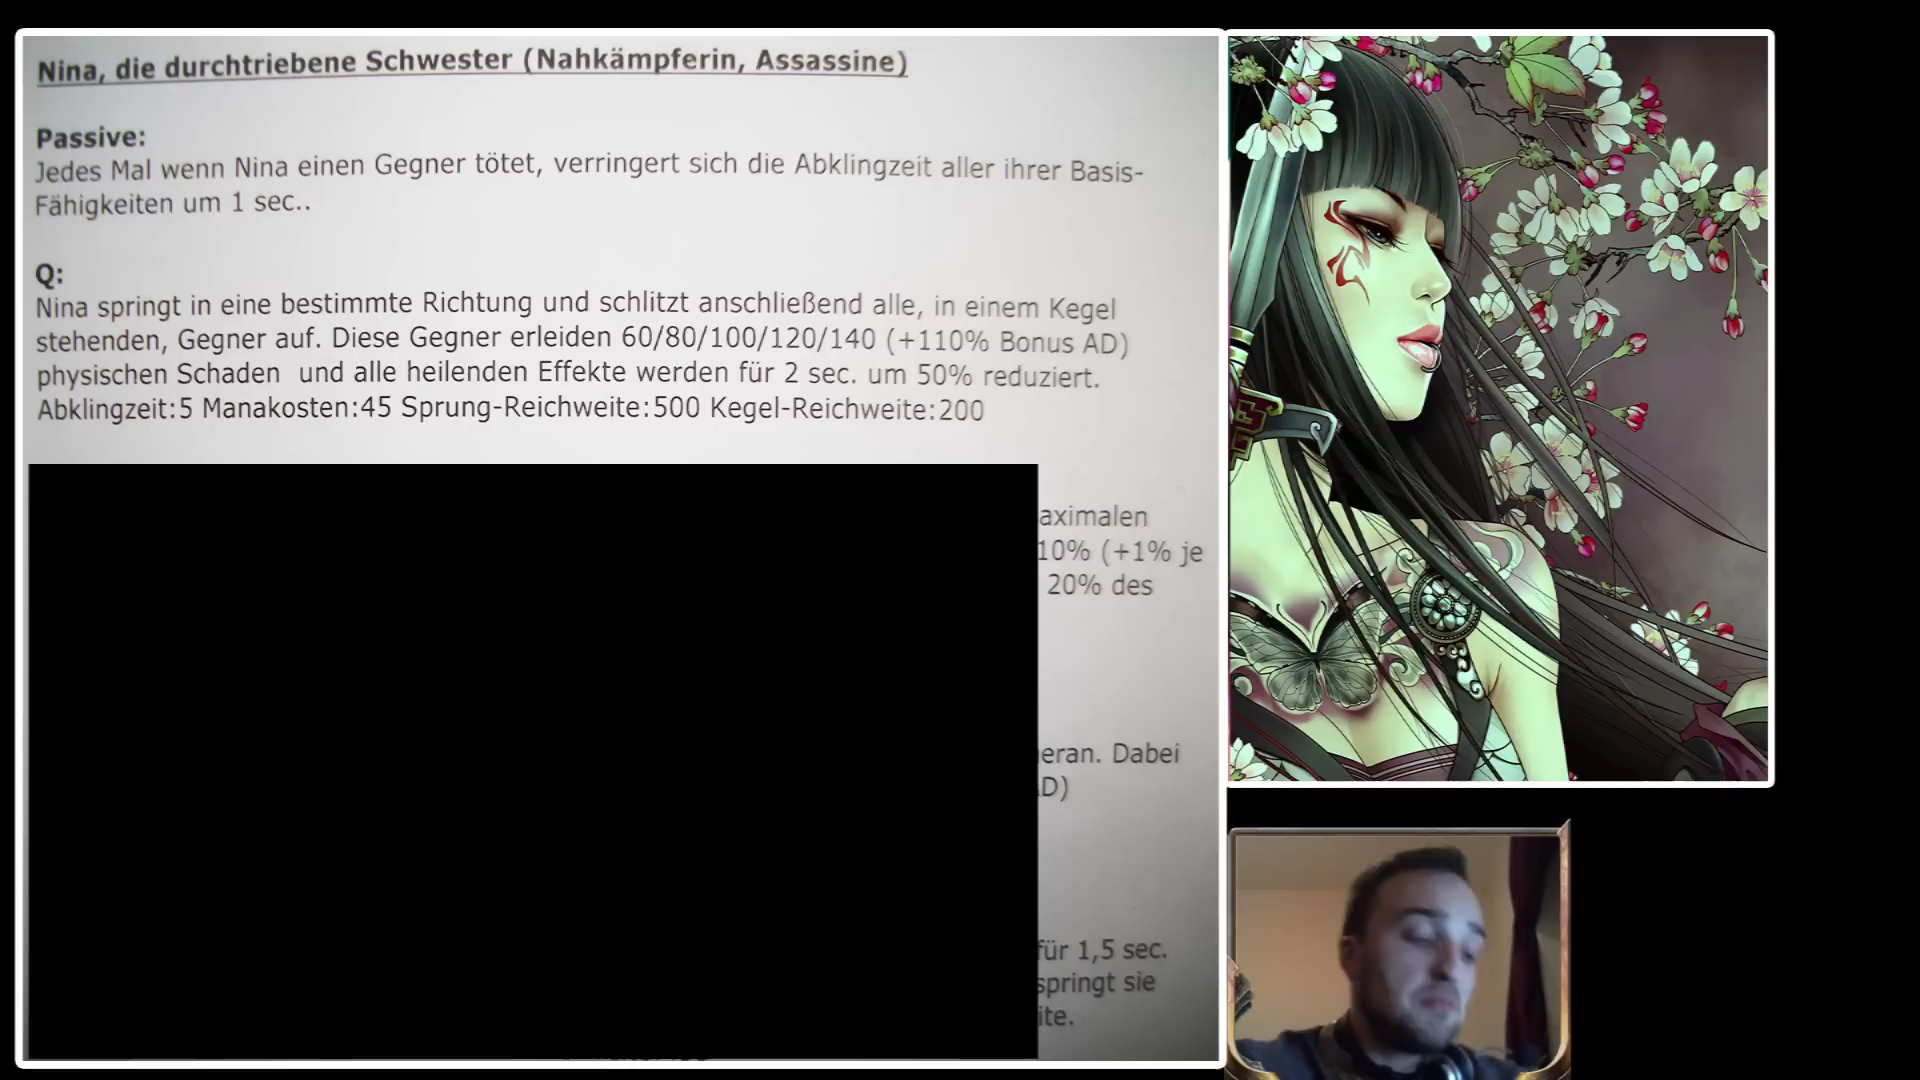 Nina, die durchtriebene Schwester (Nahkämpferin, Assassine)
Passive:
Jedes Mal wenn Nina einen Gegner tötet, verringert sich die Abklingzeit aller ihrer Basis-
Fähigkeiten um 1 sec..
Q:
Nina springt in eine bestimmte Richtung und schlitzt anschließend alle, in einem Kegel
stehenden, Gegner auf. Diese Gegner erleiden 60/80/100/120/140 (+110% Bonus AD)
physischen Schaden  und alle heilenden Effekte werden für 2 sec. um 50% reduziert.
Abklingzeit:5 Manakosten:45 Sprung-Reichweite:500 Kegel-Reichweite:200
aximalen
10% (+1% je
20% des
eran. Dabei
D)
für 1,5 sec.
springt sie
ite.